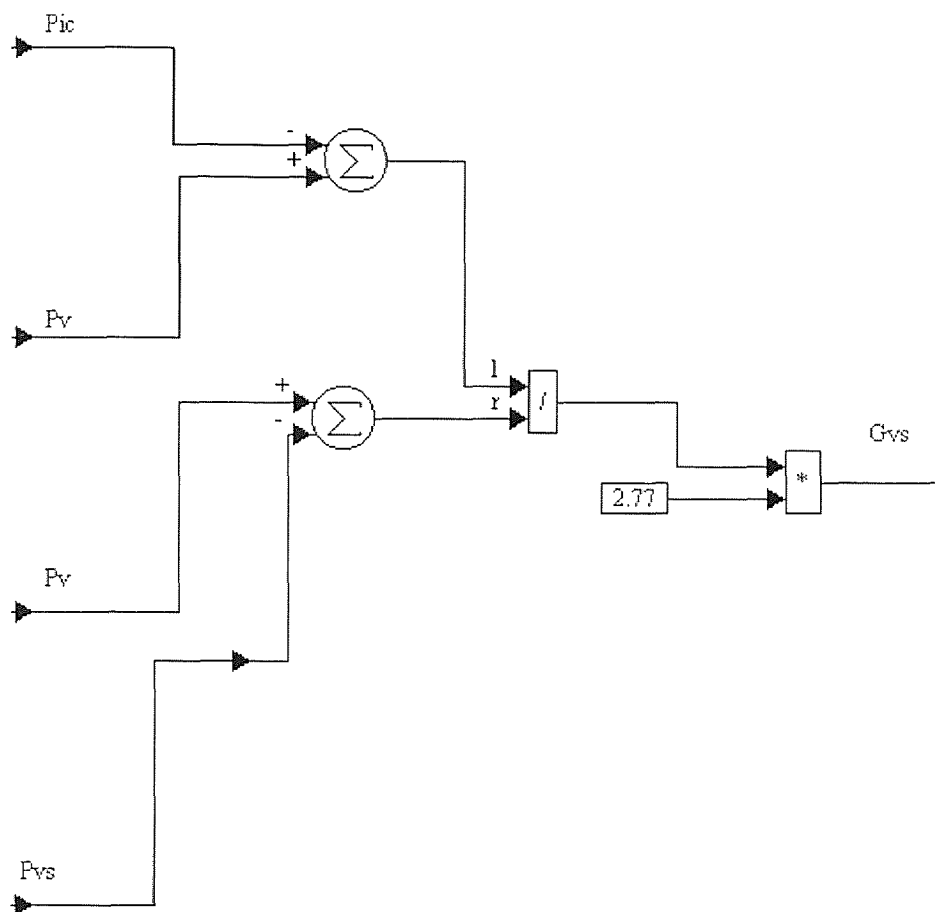 Pic
-
+
Σ
Pv
l
+
r
/
-
Σ
Gvs
*
2.77
Pv
Pvs